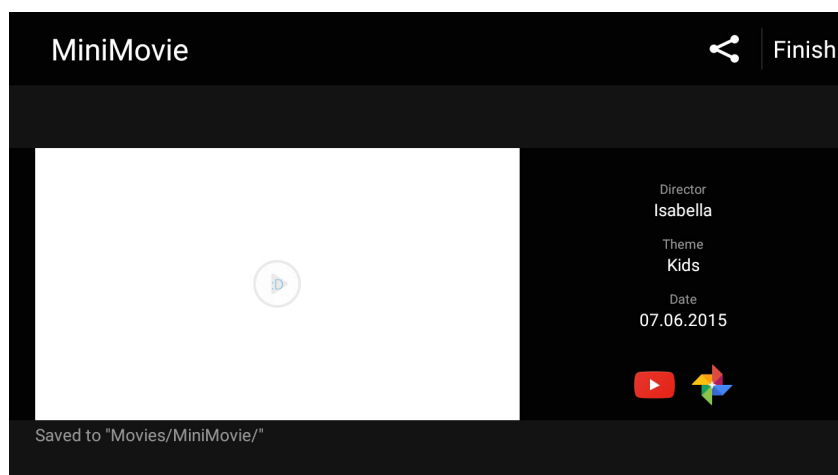 MiniMovie
Finish
:D
Director
Isabella
Theme
Kids
Date
07.06.2015
Saved to "Movies/MiniMovie/"